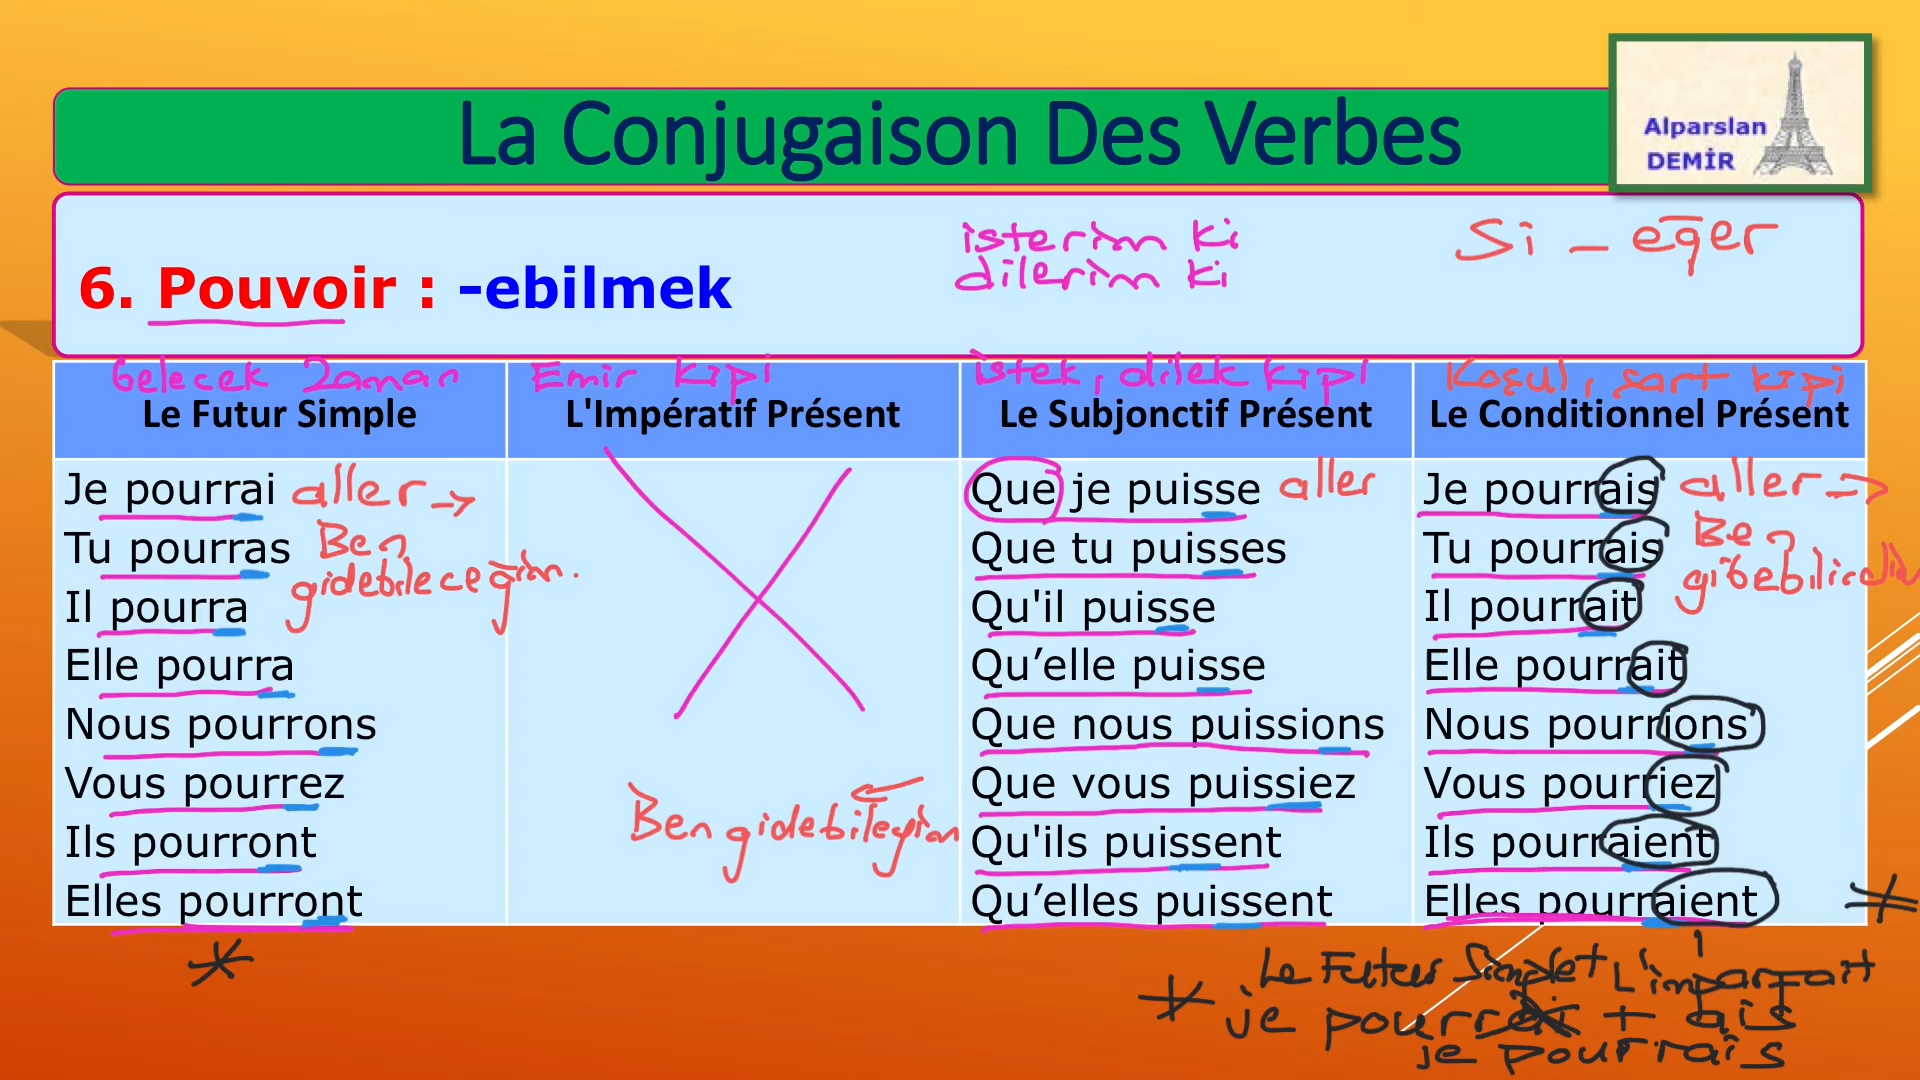 La Conjugaison Des Verbes
Alparslan
DEMİR
isterim ki
dilerim ki
Si - eğer
6. Pouvoir : -ebilmek
Gelecek Zaman
Emir kipi
istek, dilek kipi
Koşul, şart kipi
Le Futur Simple
L'Impératif Présent
Le Subjonctif Présent
Le Conditionnel Présent
Je pourrai
Tu pourras
Il pourra
Elle pourra
Nous pourrons
Vous pourrez
Ils pourront
Elles pourront
aller →
Ben
gidebileceğim.
Ben gidebileyim
Que je puisse
Que tu puisses
Qu'il puisse
Qu’elle puisse
Que nous puissions
Que vous puissiez
Qu'ils puissent
Qu’elles puissent
aller
Je pourrais
Tu pourrais
Il pourrait
Elle pourrait
Nous pourrions
Vous pourriez
Ils pourraient
Elles pourraient
aller →
Ben
Le Futur Simple + L'imparfait
je pourrai + ais
je pourrais